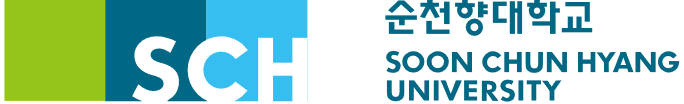 SCH
순천향대학교
SOON CHUN HYANG
UNIVERSITY